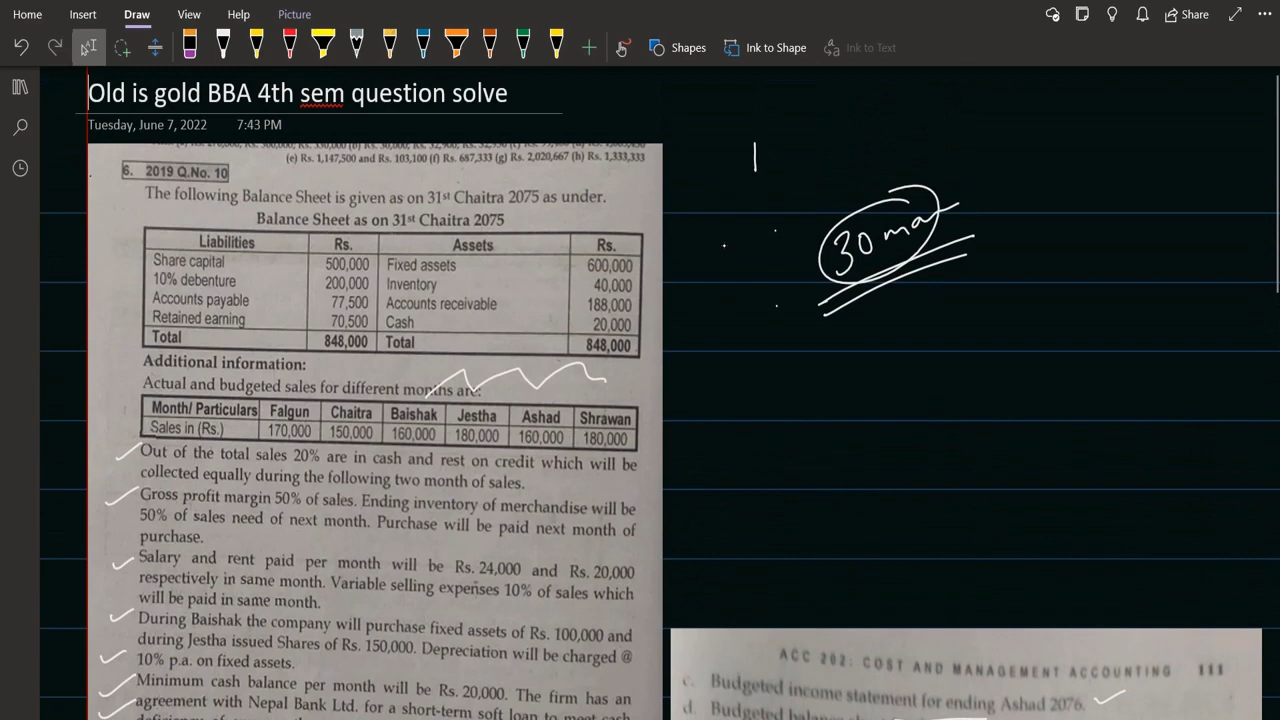 Home Insert Draw View Help Picture
Share
Shapes Ink to Shape Ink to Text
Old is gold BBA 4th sem question solve
Tuesday, June 7, 2022 7:43 PM
(e) Rs. 1,147,500 and Rs. 103,100 (f) Rs. 687,333 (g) Rs. 2,020,667 (h) Rs. 1,333,333
6. 2019 Q.No. 10
The following Balance Sheet is given as on 31st Chaitra 2075 as under.
Balance Sheet as on 31st Chaitra 2075
Liabilities Rs. Assets Rs.
Share capital 500,000 Fixed assets 600,000
10% debenture 200,000 Inventory 40,000
Accounts payable 77,500 Accounts receivable 188,000
Retained earning 70,500 Cash 20,000
Total 848,000 Total 848,000
Additional information:
Actual and budgeted sales for different months are:
Month/ Particulars Falgun Chaitra Baishak Jestha Ashad Shrawan
Sales in (Rs.) 170,000 150,000 160,000 180,000 160,000 180,000
Out of the total sales 20% are in cash and rest on credit which will be
collected equally during the following two month of sales.
Gross profit margin 50% of sales. Ending inventory of merchandise will be
50% of sales need of next month. Purchase will be paid next month of
purchase.
Salary and rent paid per month will be Rs. 24,000 and Rs. 20,000
respectively in same month. Variable selling expenses 10% of sales which
will be paid in same month.
During Baishak the company will purchase fixed assets of Rs. 100,000 and
during Jestha issued Shares of Rs. 150,000. Depreciation will be charged @
10% p.a. on fixed assets.
Minimum cash balance per month will be Rs. 20,000. The firm has an
agreement with Nepal Bank Ltd. for a short-term soft loan to meet cash
30 mar
ACC 202: COST AND MANAGEMENT ACCOUNTING 111
c. Budgeted income statement for ending Ashad 2076.
d. Budgeted